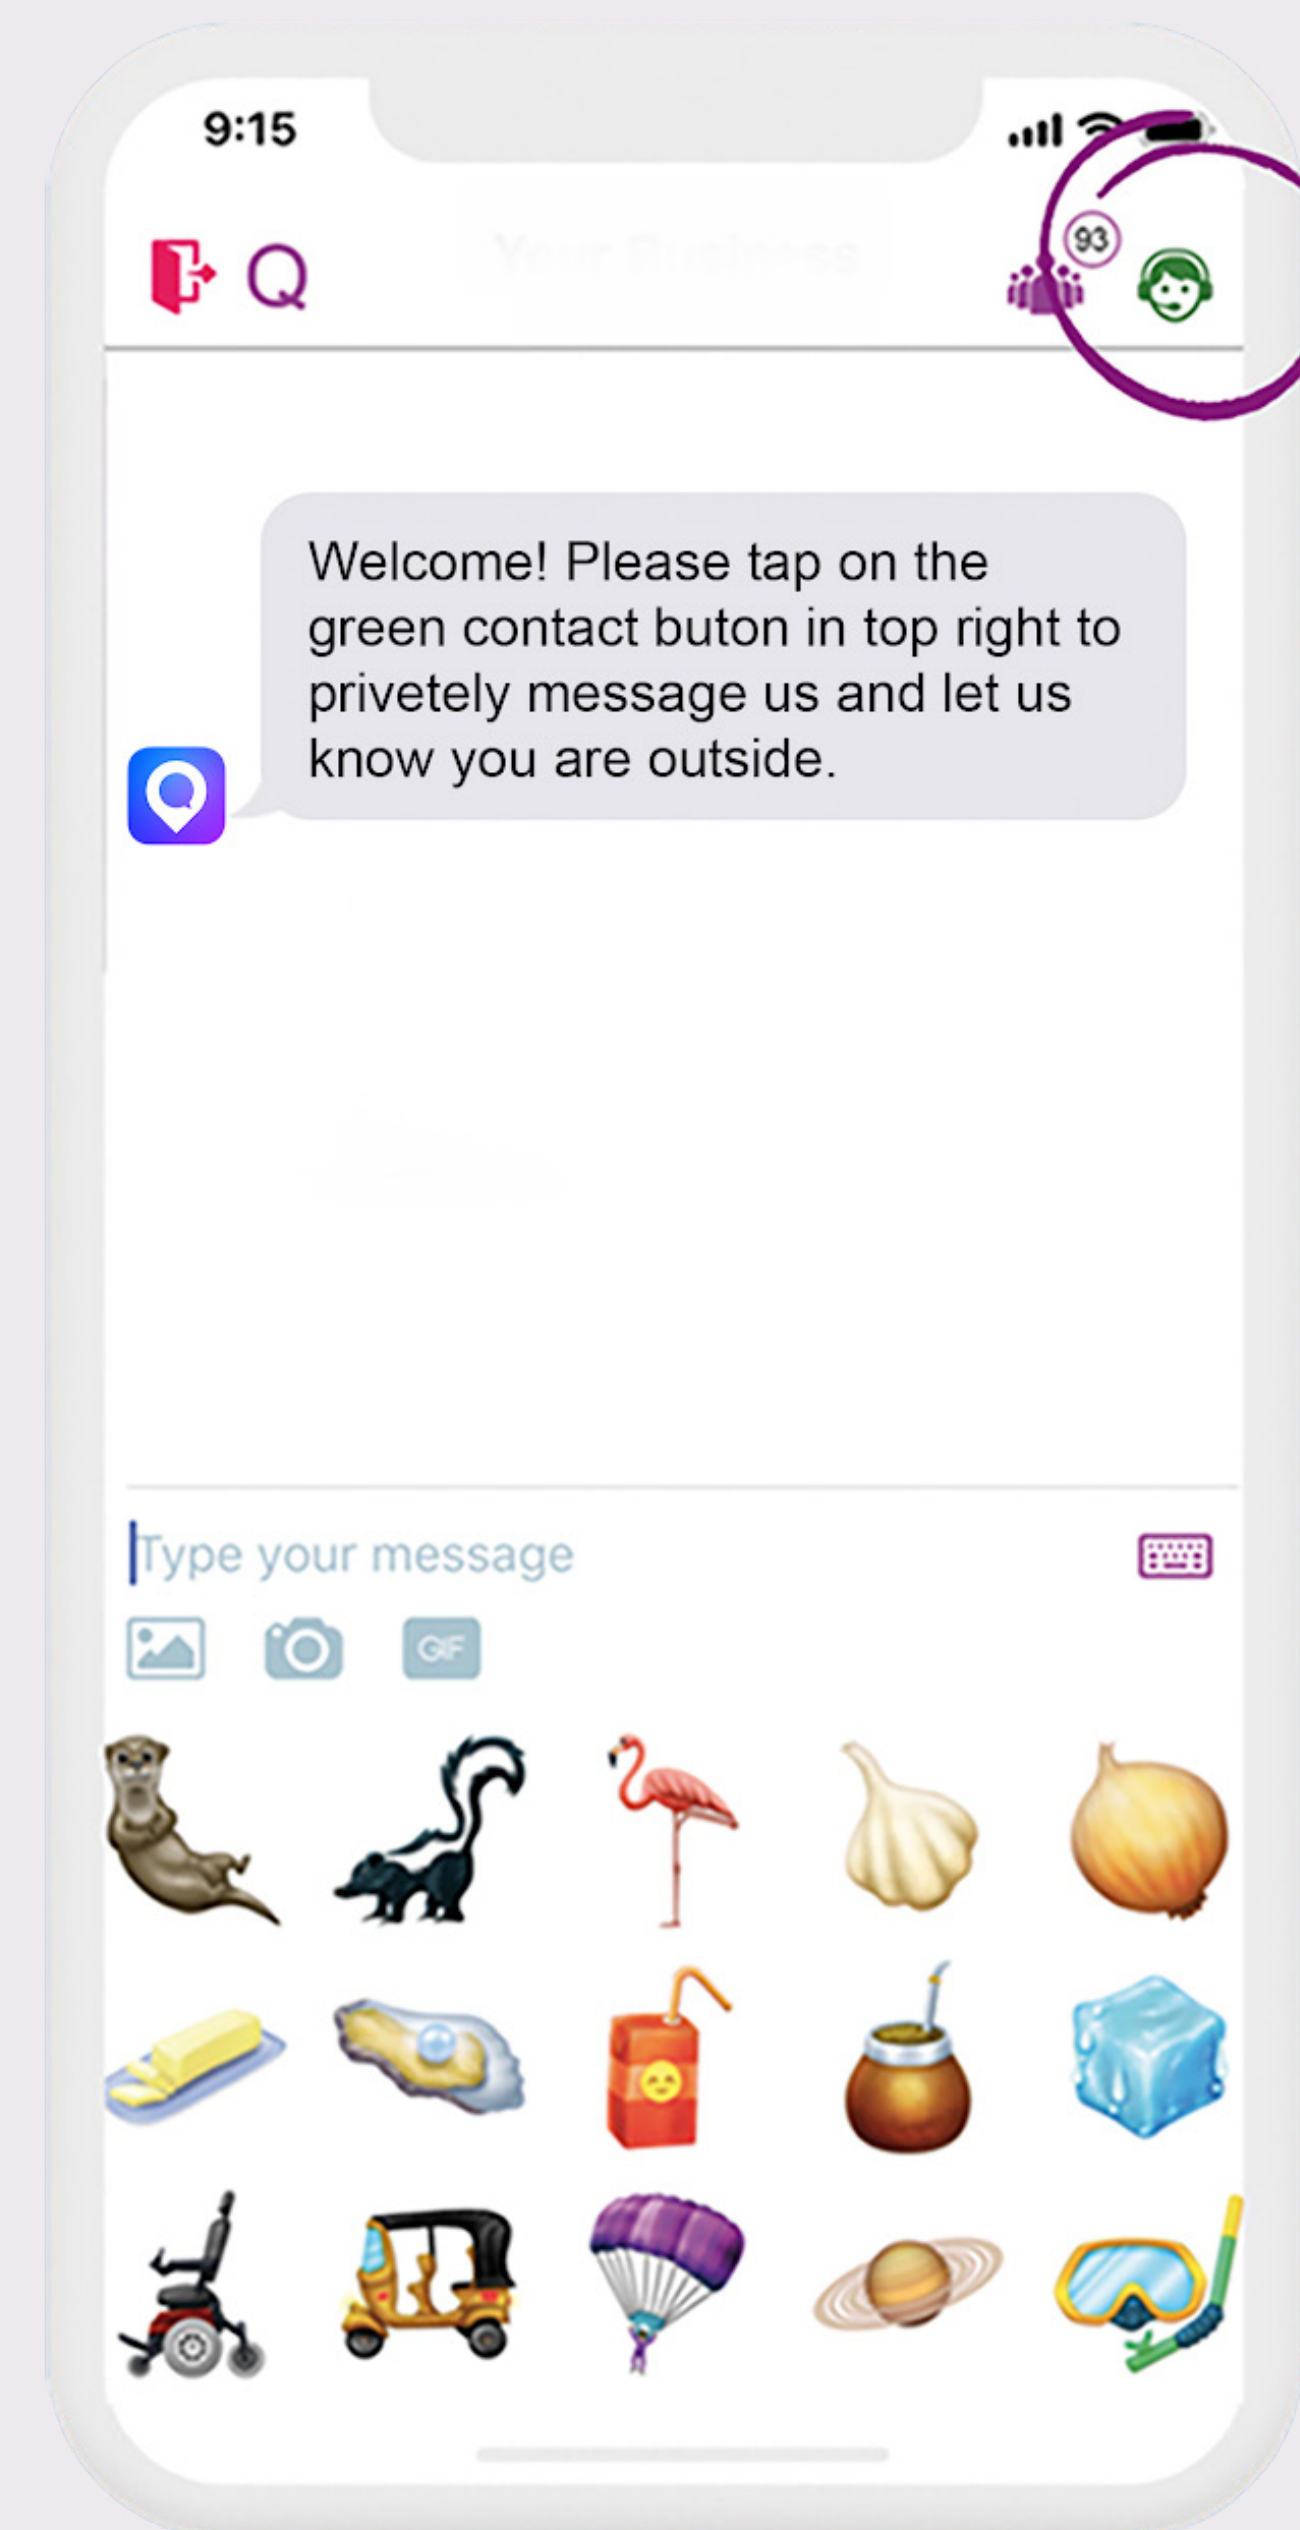 9:15
Q
93
Welcome! Please tap on the
green contact buton in top right to
privetely message us and let us
know you are outside.
Type your message
GIF